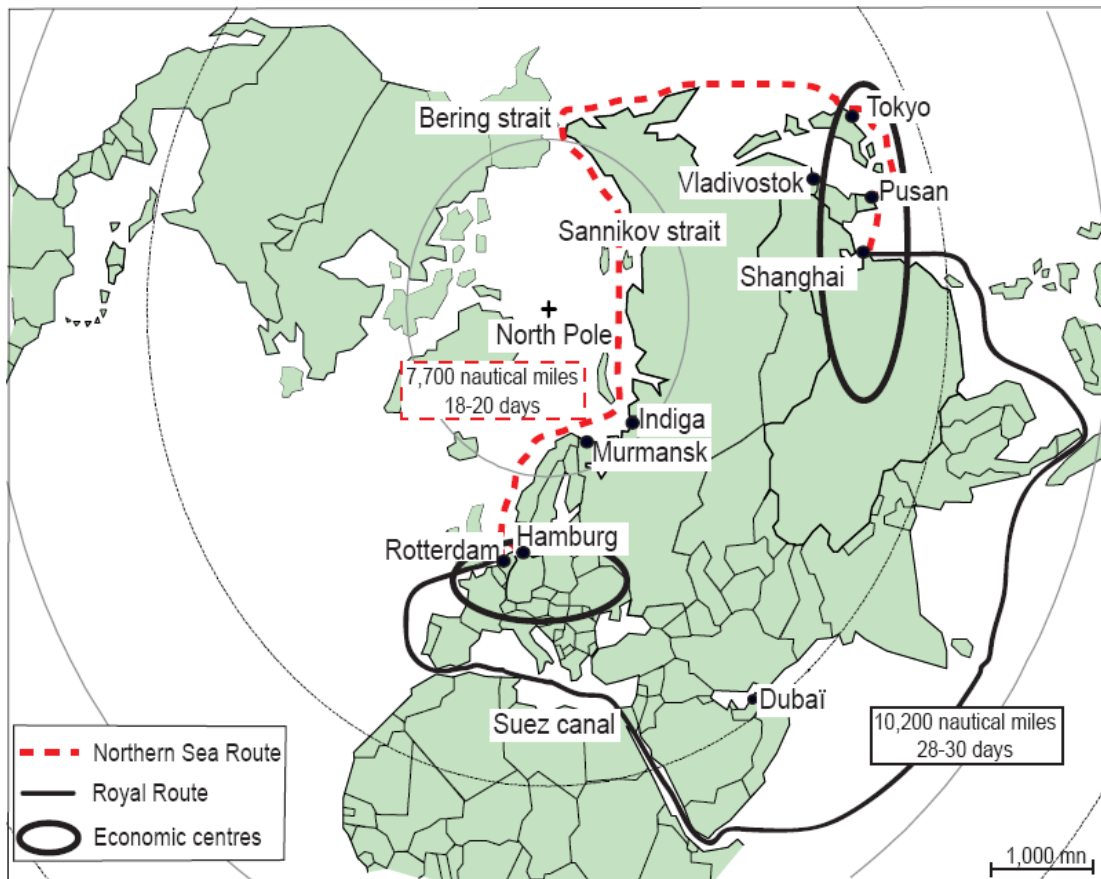 Bering strait
Tokyo
Vladivostok
Pusan
Sannikov strait
Shanghai
North Pole
7,700 nautical miles
18-20 days
Indiga
Murmansk
Hamburg
Rotterdam
Dubaï
Suez canal
10,200 nautical miles
28-30 days
Northern Sea Route
Royal Route
Economic centres
1,000 mn